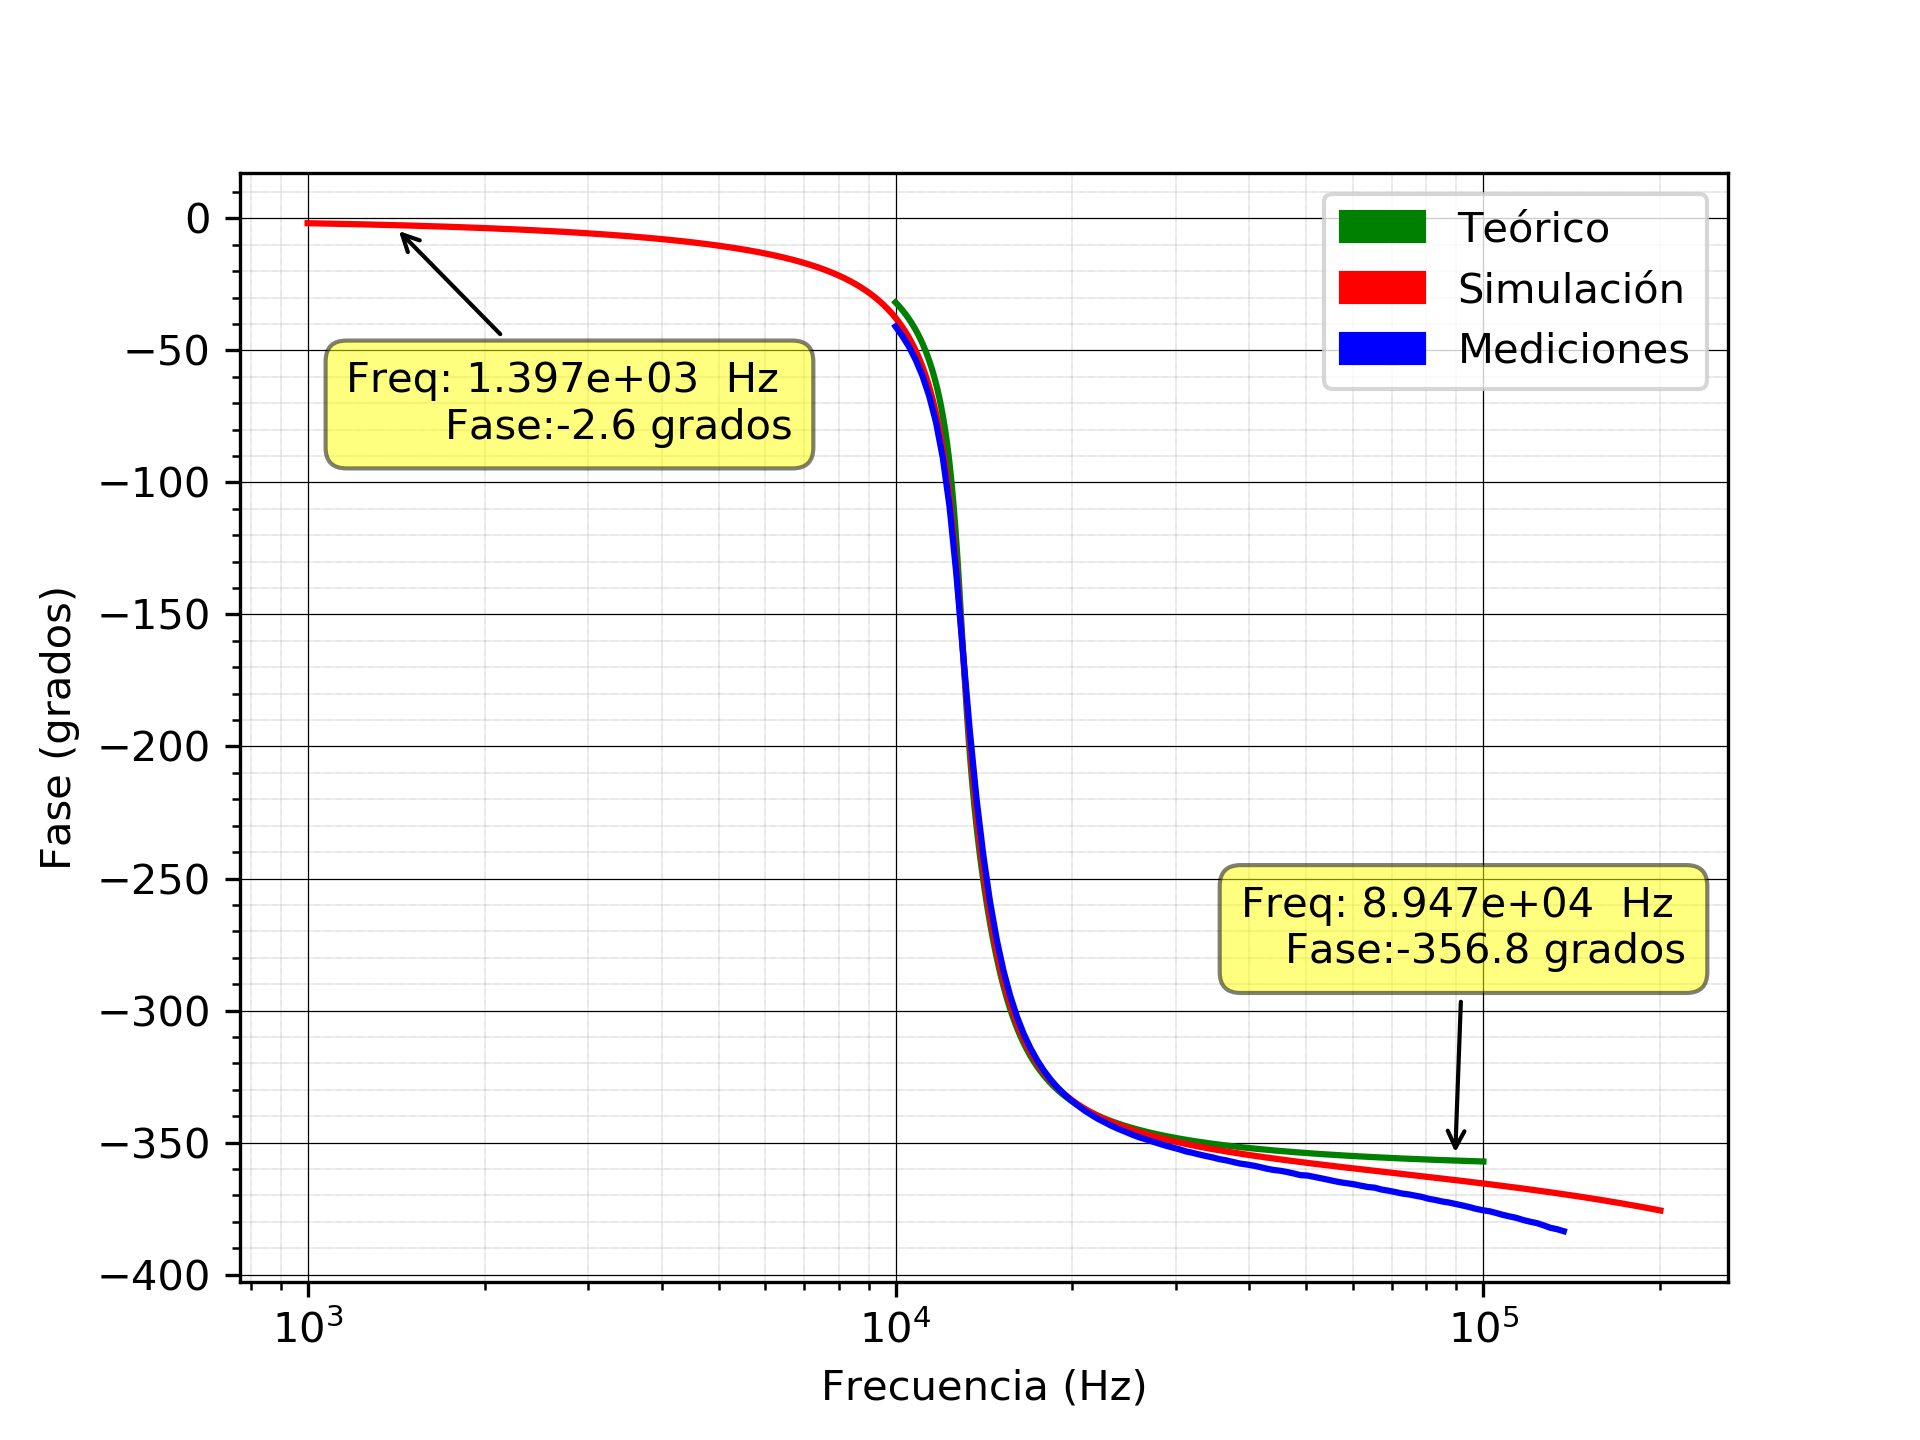 Teórico
Simulación
Mediciones
Freq: 1.397e+03  Hz
Fase:-2.6 grados
Freq: 8.947e+04  Hz
Fase:-356.8 grados
Fase (grados)
0
−50
−100
−150
−200
−250
−300
−350
−400
10³
10⁴
10⁵
Frecuencia (Hz)